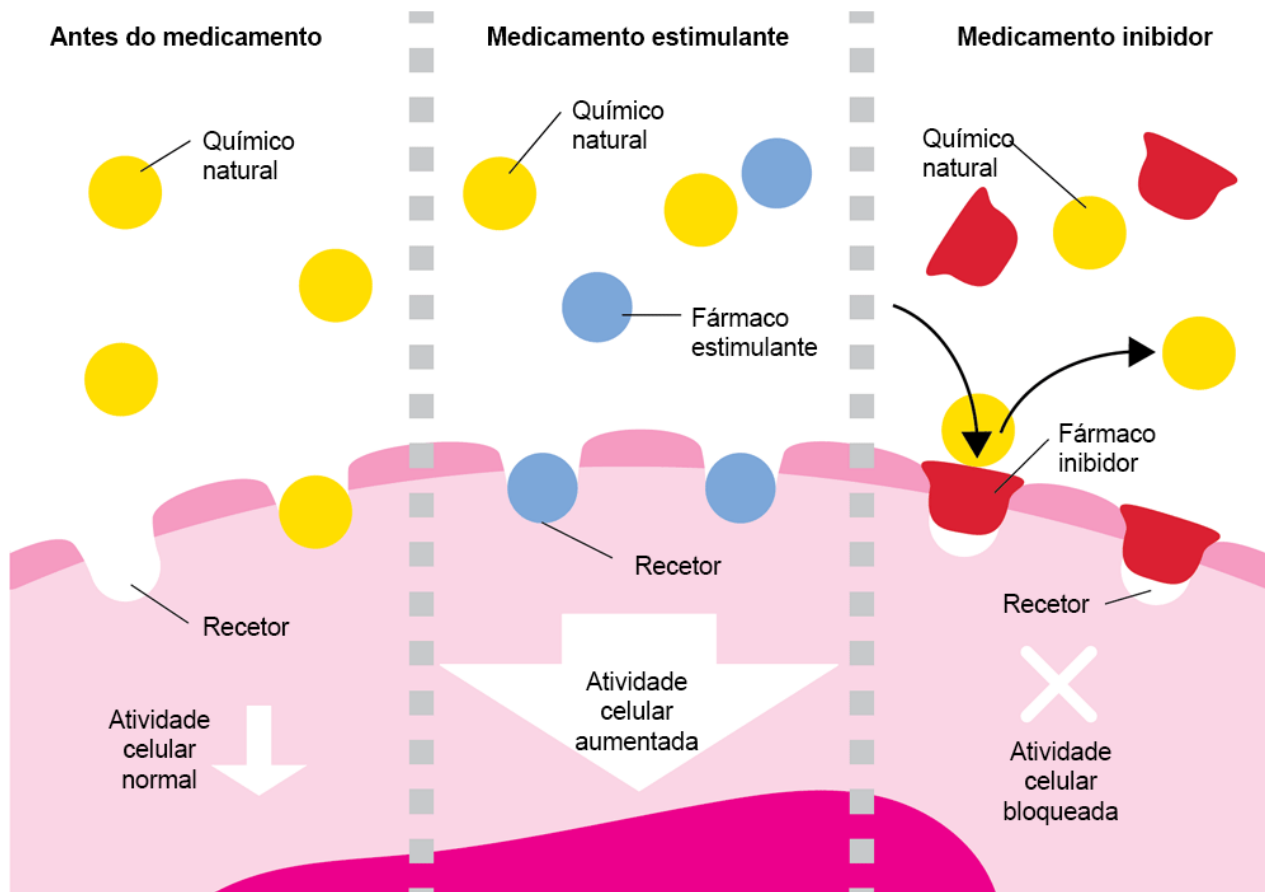 Antes do medicamento
Químico
natural
Recetor
Atividade
celular
normal
Medicamento estimulante
Químico
natural
Fármaco
estimulante
Recetor
Atividade
celular
aumentada
Medicamento inibidor
Químico
natural
Fármaco
inibidor
Recetor
Atividade
celular
bloqueada